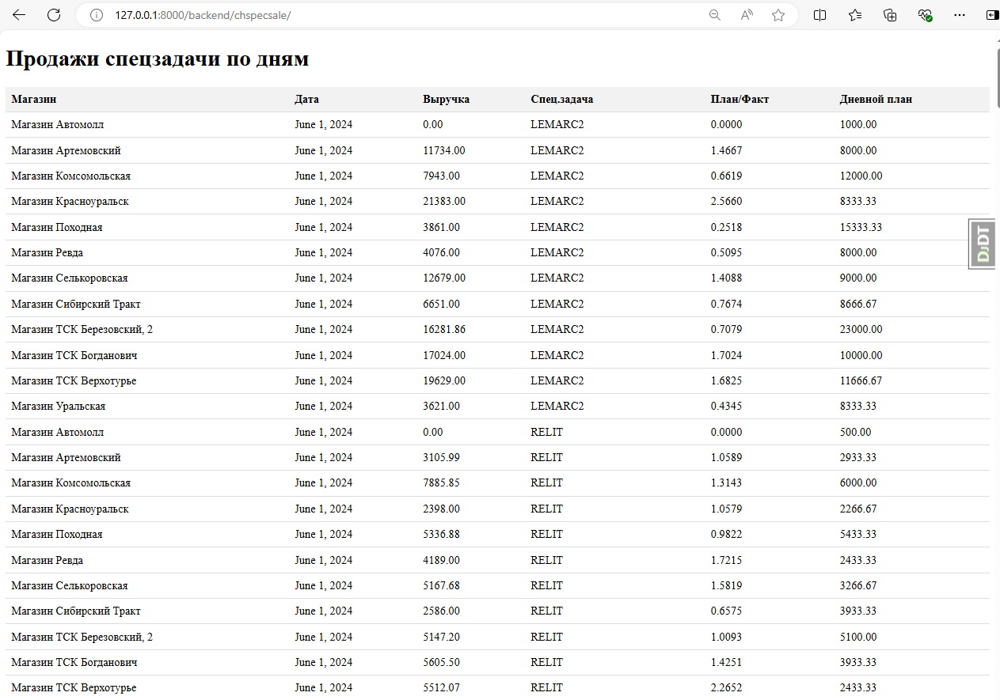 127.0.0.1:8000/backend/chspecsale/
Продажи спецзадачи по дням
Магазин Дата Выручка Спец.задача План/Факт Дневной план
Магазин Автомолл June 1, 2024 0.00 LEMARC2 0.0000 1000.00
Магазин Артемовский June 1, 2024 11734.00 LEMARC2 1.4667 8000.00
Магазин Комсомольская June 1, 2024 7943.00 LEMARC2 0.6619 12000.00
Магазин Красноуральск June 1, 2024 21383.00 LEMARC2 2.5660 8333.33
Магазин Походная June 1, 2024 3861.00 LEMARC2 0.2518 15333.33
Магазин Ревда June 1, 2024 4076.00 LEMARC2 0.5095 8000.00
Магазин Селькоровская June 1, 2024 12679.00 LEMARC2 1.4088 9000.00
Магазин Сибирский Тракт June 1, 2024 6651.00 LEMARC2 0.7674 8666.67
Магазин ТСК Березовский, 2 June 1, 2024 16281.86 LEMARC2 0.7079 23000.00
Магазин ТСК Богданович June 1, 2024 17024.00 LEMARC2 1.7024 10000.00
Магазин ТСК Верхотурье June 1, 2024 19629.00 LEMARC2 1.6825 11666.67
Магазин Уральская June 1, 2024 3621.00 LEMARC2 0.4345 8333.33
Магазин Автомолл June 1, 2024 0.00 RELIT 0.0000 500.00
Магазин Артемовский June 1, 2024 3105.99 RELIT 1.0589 2933.33
Магазин Комсомольская June 1, 2024 7885.85 RELIT 1.3143 6000.00
Магазин Красноуральск June 1, 2024 2398.00 RELIT 1.0579 2266.67
Магазин Походная June 1, 2024 5336.88 RELIT 0.9822 5433.33
Магазин Ревда June 1, 2024 4189.00 RELIT 1.7215 2433.33
Магазин Селькоровская June 1, 2024 5167.68 RELIT 1.5819 3266.67
Магазин Сибирский Тракт June 1, 2024 2586.00 RELIT 0.6575 3933.33
Магазин ТСК Березовский, 2 June 1, 2024 5147.20 RELIT 1.0093 5100.00
Магазин ТСК Богданович June 1, 2024 5605.50 RELIT 1.4251 3933.33
Магазин ТСК Верхотурье June 1, 2024 5512.07 RELIT 2.2652 2433.33
DJDT